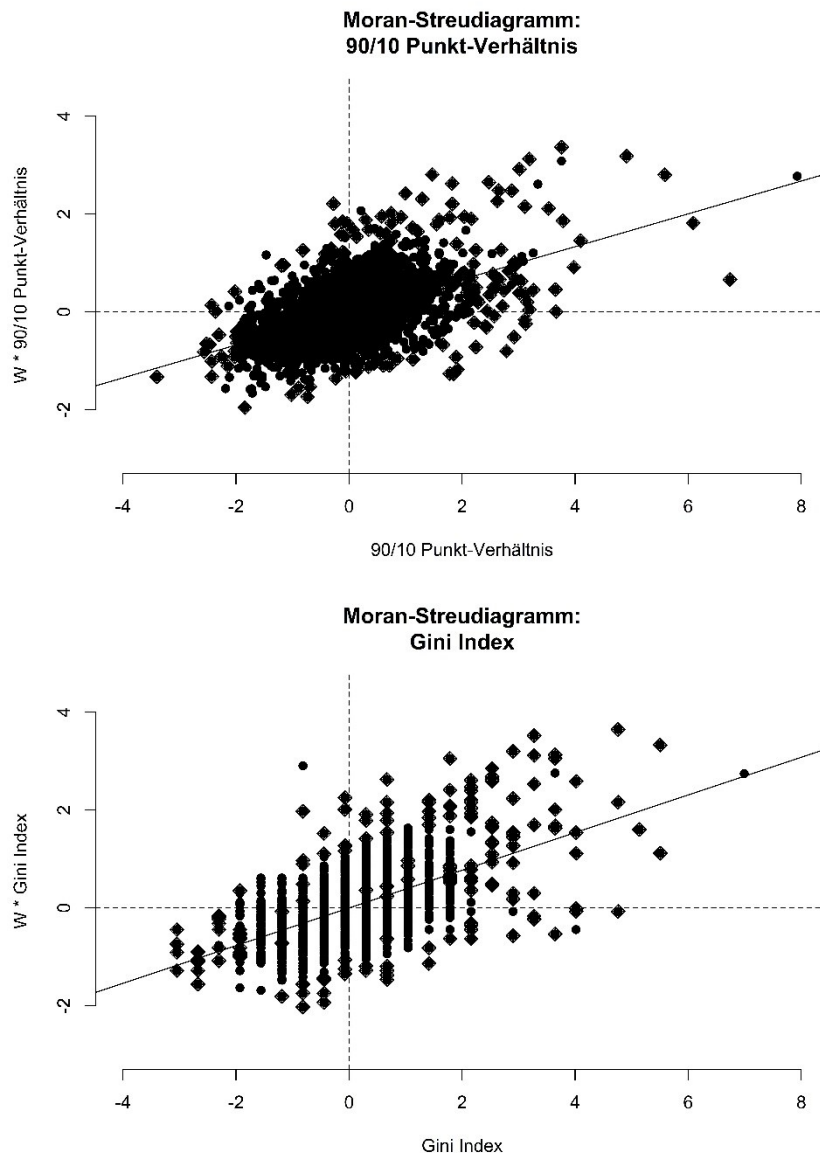 Moran-Streudiagramm:
90/10 Punkt-Verhältnis
W * 90/10 Punkt-Verhältnis
4
2
0
-2
-4
-2
0
2
4
6
8
90/10 Punkt-Verhältnis
Moran-Streudiagramm:
Gini Index
W * Gini Index
4
2
0
-2
-4
-2
0
2
4
6
8
Gini Index